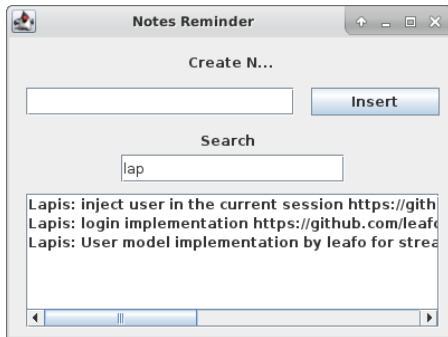 Notes Reminder
Create N...
Insert
Search
lap
Lapis: inject user in the current session https://gith
Lapis: login implementation https://github.com/leafo
Lapis: User model implementation by leafo for strea